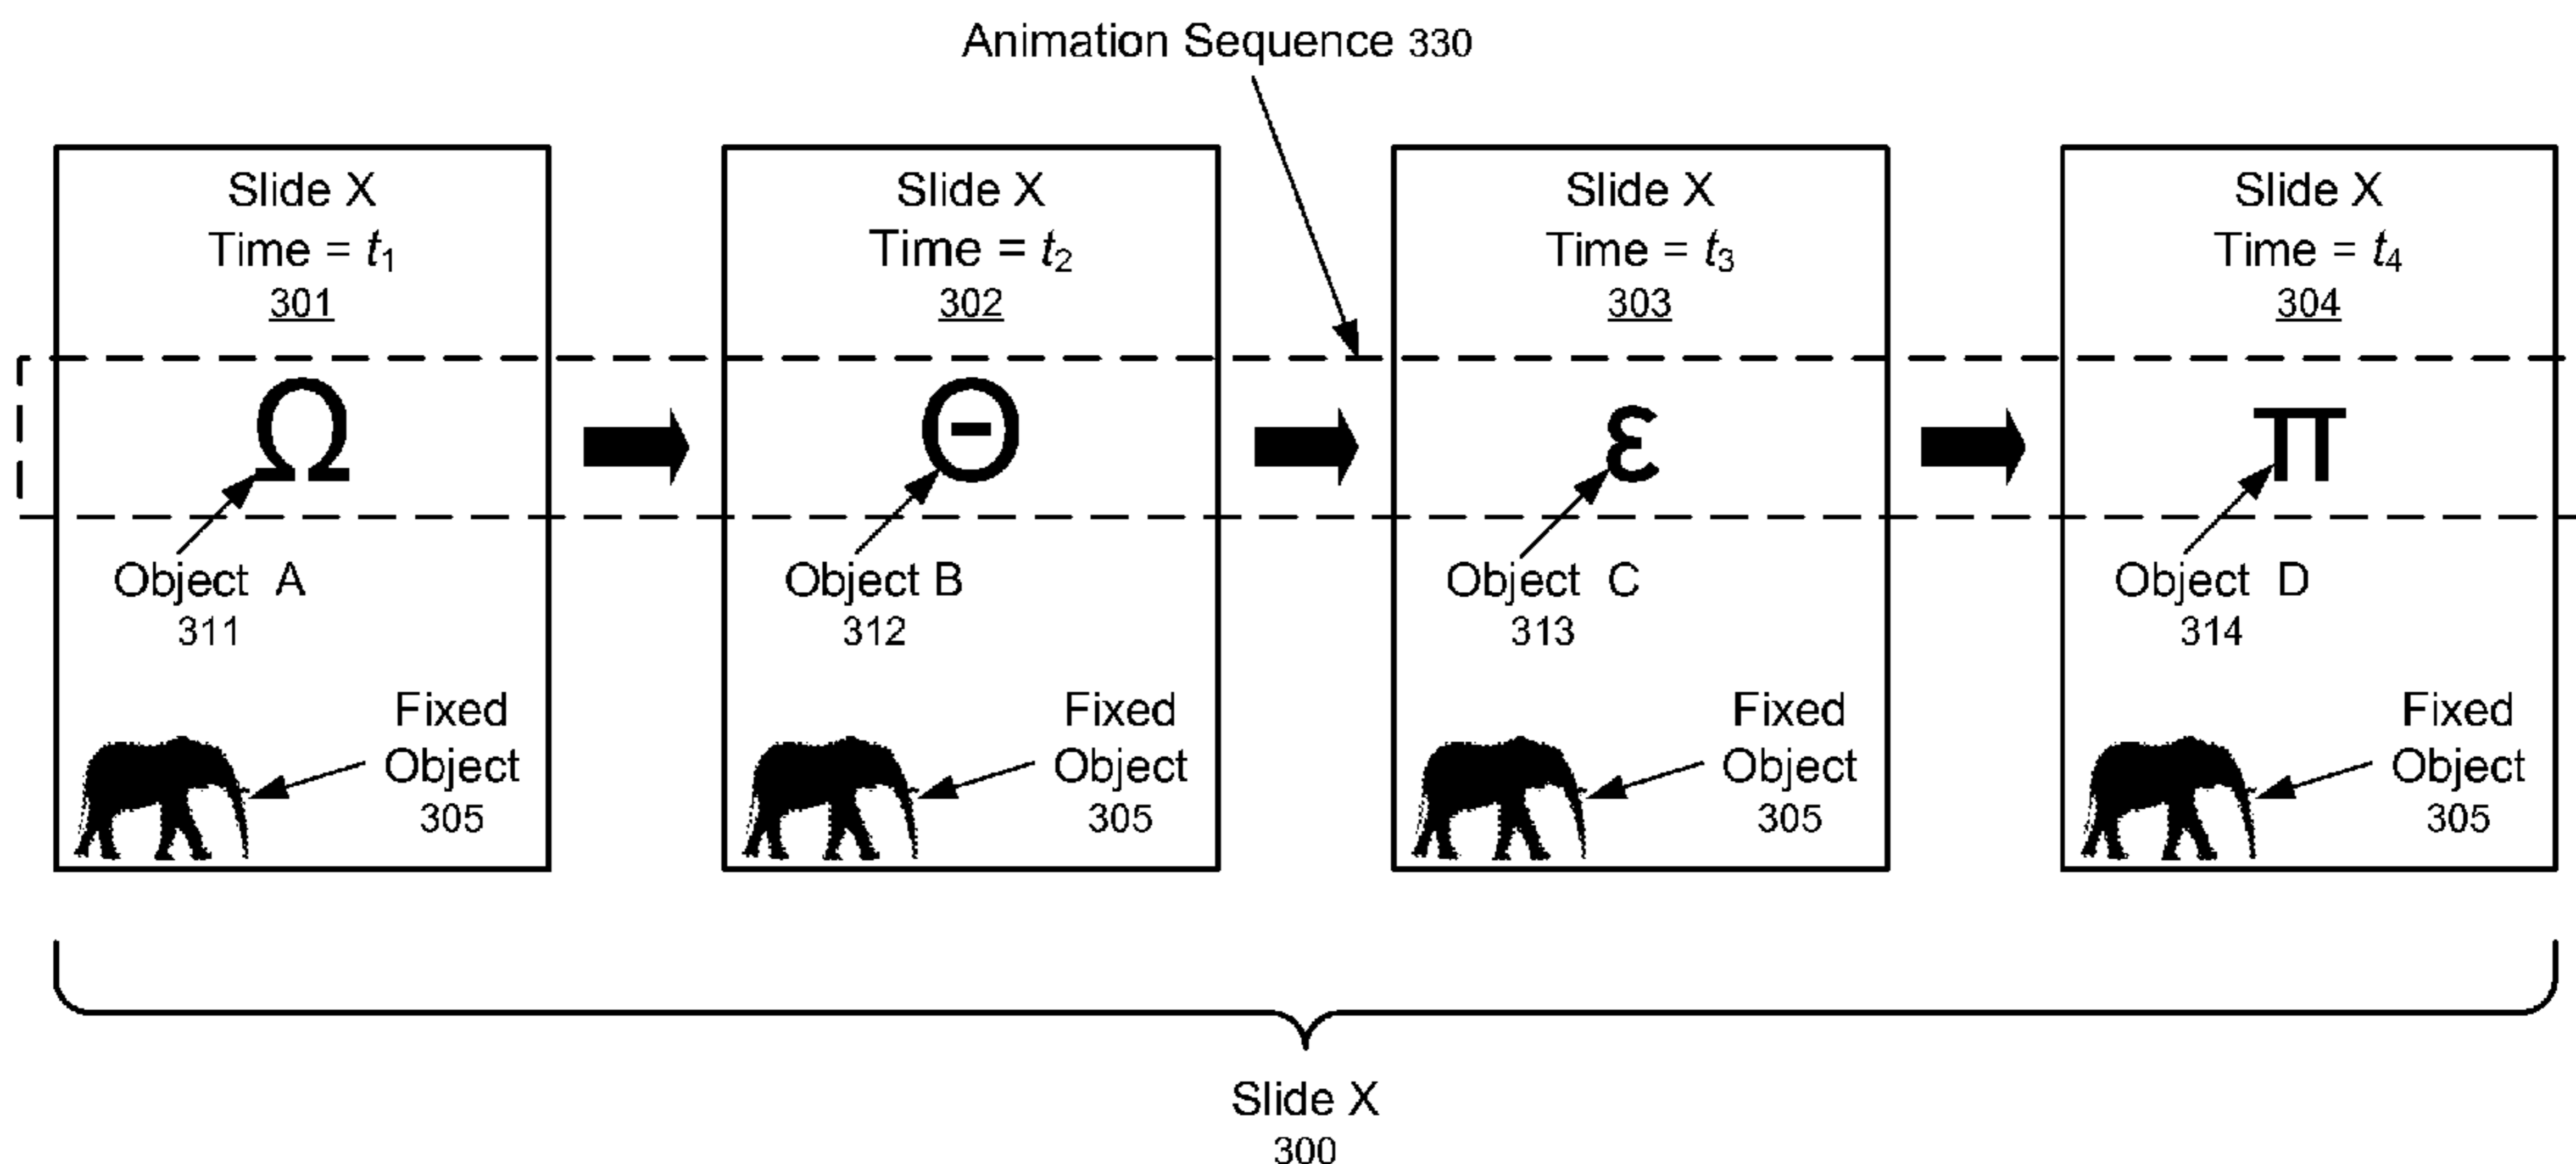 Animation Sequence 330
Slide X
Time = t₁
301
Ω
Object A
311
Fixed
Object
305
Slide X
Time = t₂
302
Θ
Object B
312
Fixed
Object
305
Slide X
Time = t₃
303
ε
Object C
313
Fixed
Object
305
Slide X
Time = t₄
304
π
Object D
314
Fixed
Object
305
Slide X
300